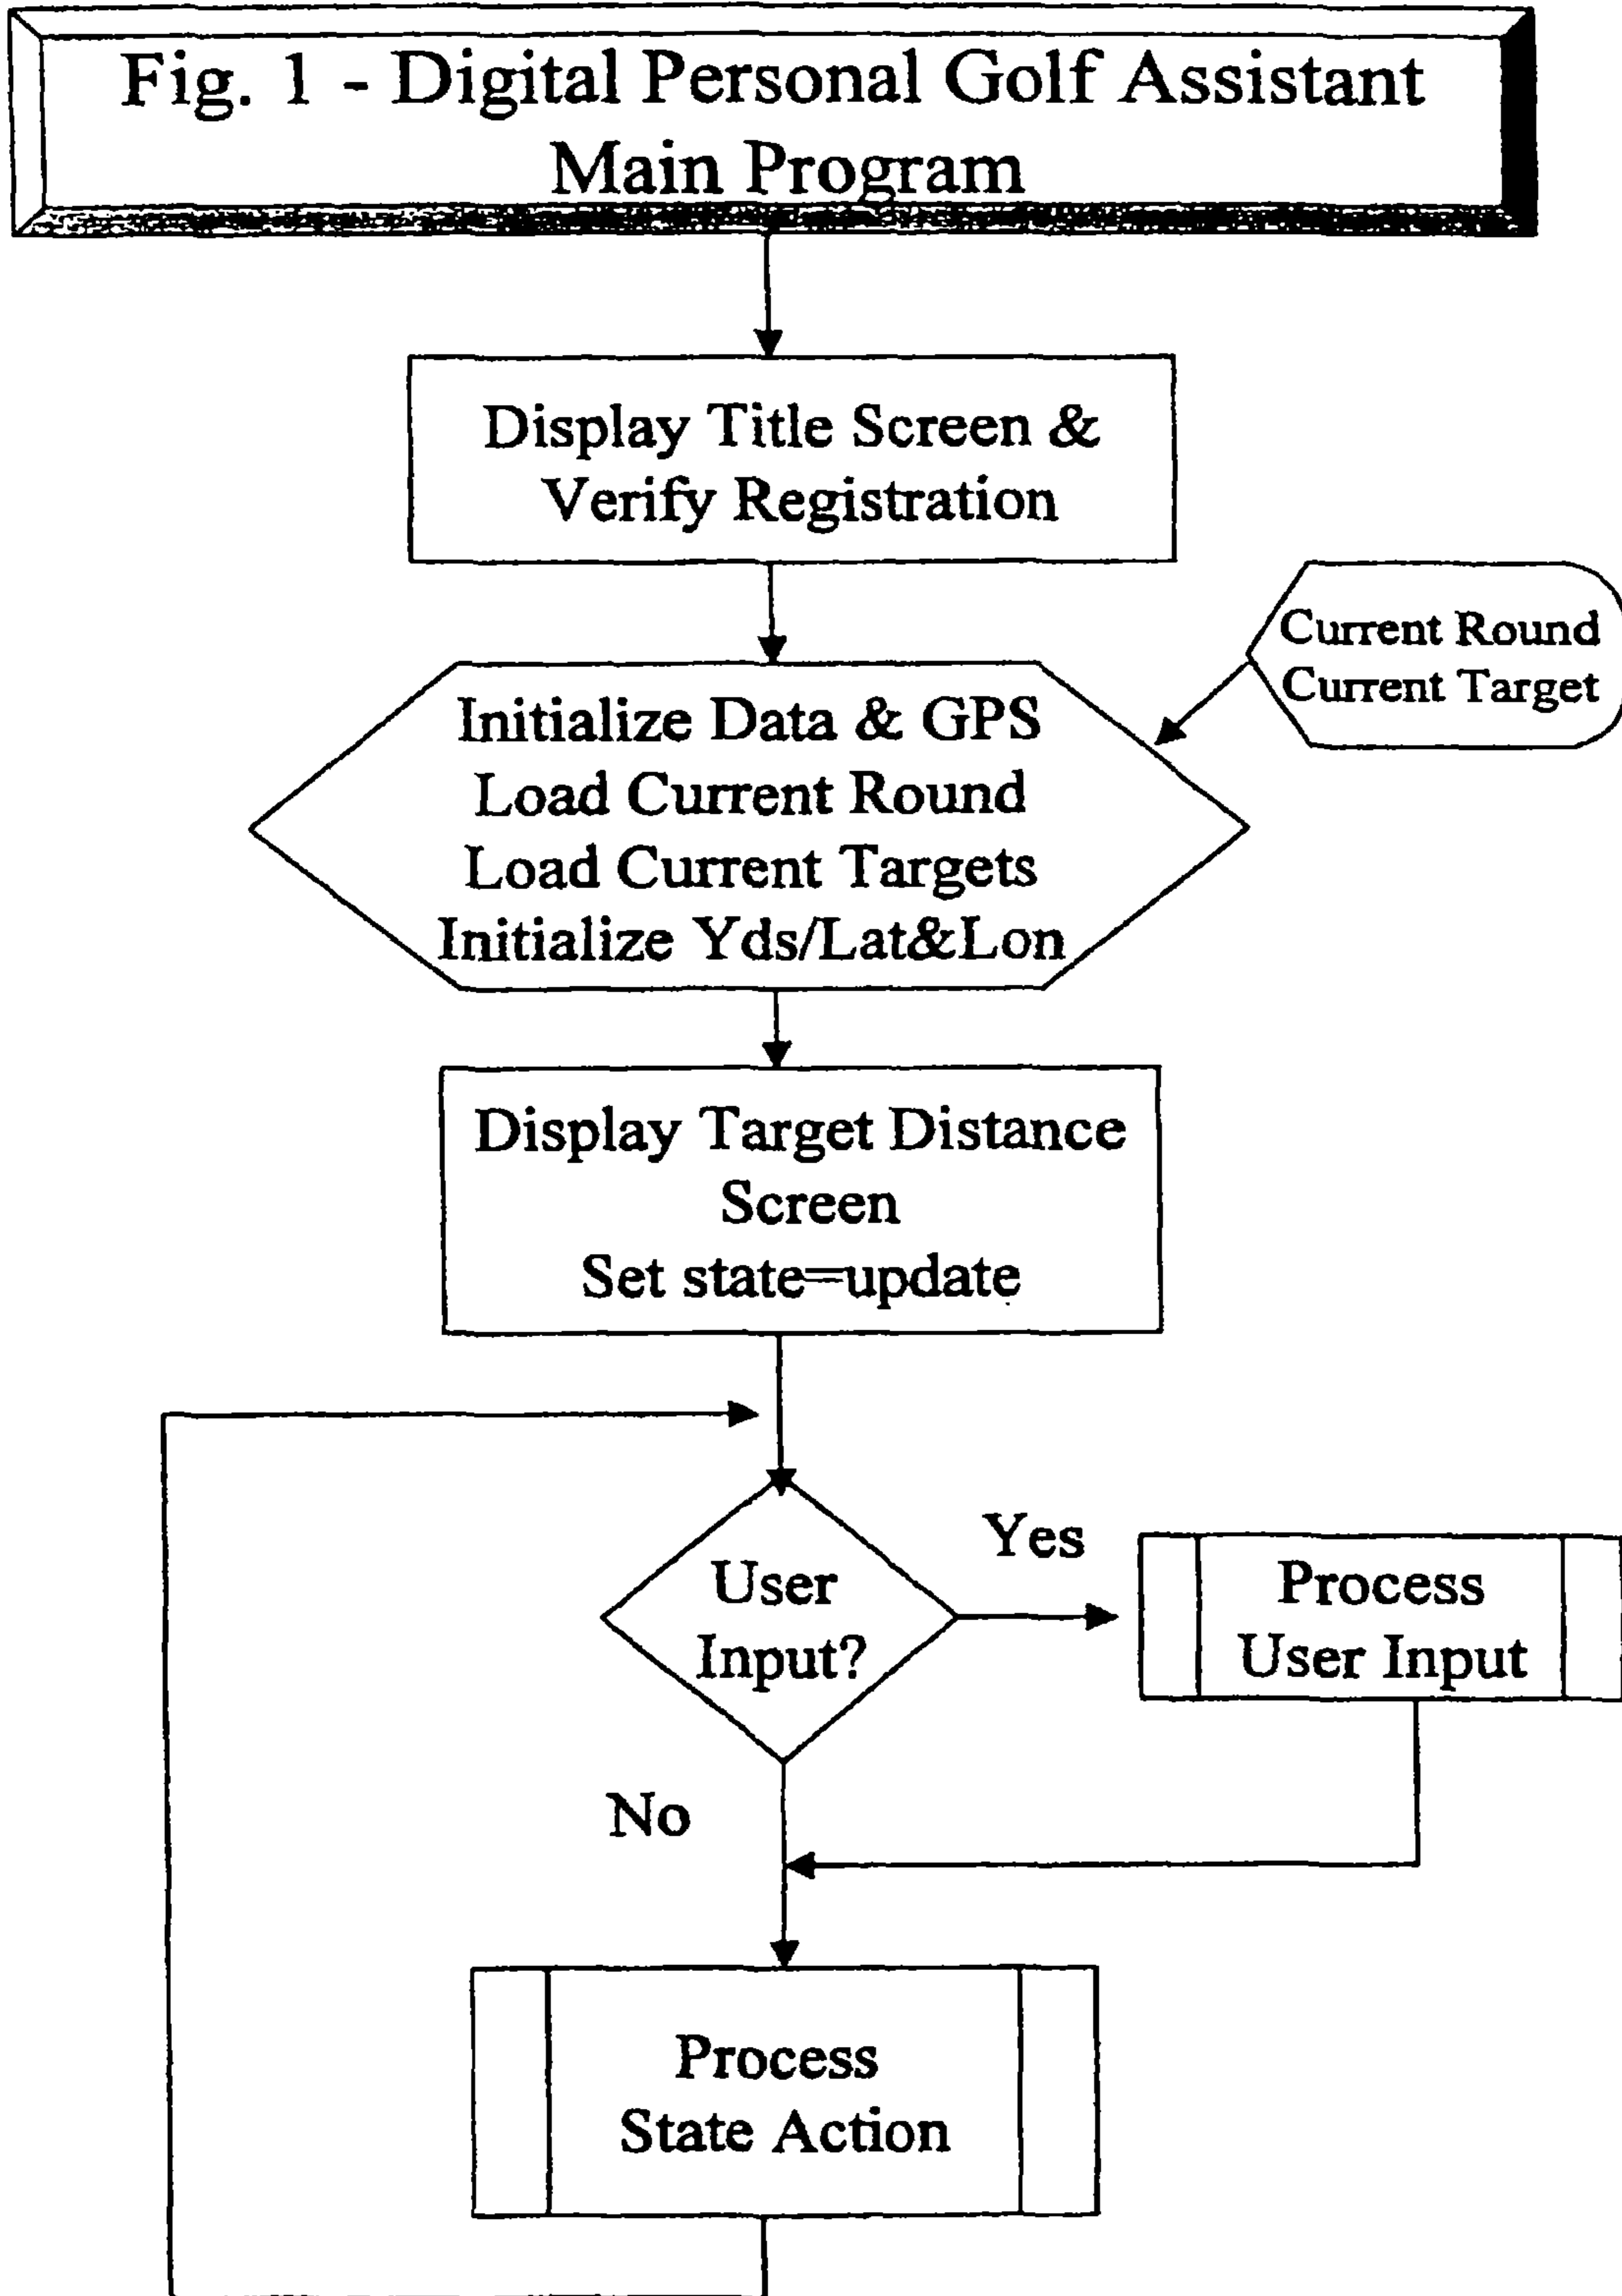 Fig. 1 - Digital Personal Golf Assistant
Main Program
Display Title Screen &
Verify Registration
Current Round
Current Target
Initialize Data & GPS
Load Current Round
Load Current Targets
Initialize Yds/Lat&Lon
Display Target Distance
Screen
Set state=update
User
Input?
Yes
Process
User Input
No
Process
State Action